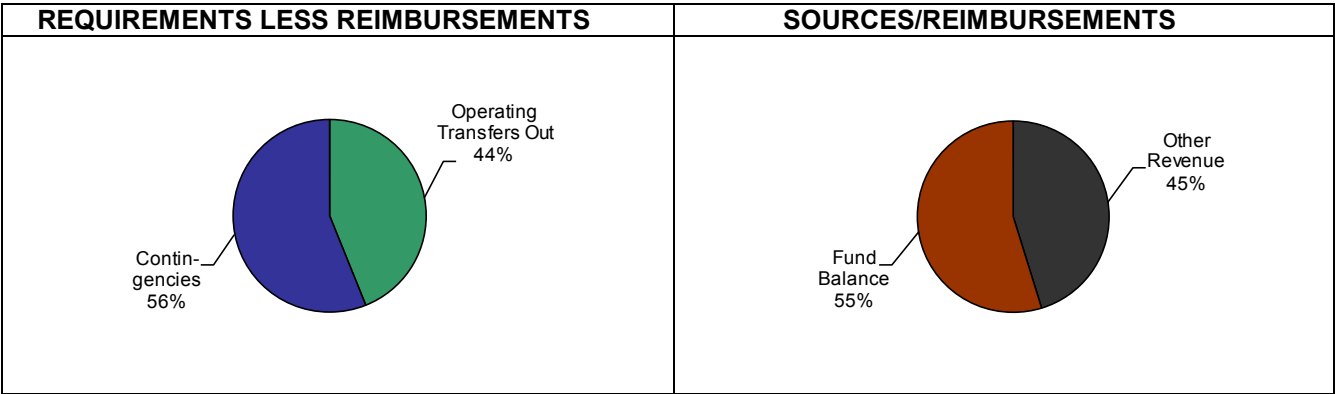 REQUIREMENTS LESS REIMBURSEMENTS
Operating
Transfers Out
44%
Contin-
gencies
56%
SOURCES/REIMBURSEMENTS
Other
Revenue
45%
Fund
Balance
55%